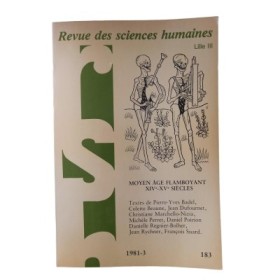 Revue des sciences humaines
Lille III
rsh
MOYEN ÂGE FLAMBOYANT
XIVe-XVe SIÈCLES
Textes de Pierre-Yves Badel,
Colette Beaune, Jean Dufournet,
Christiane Marchello-Nizia,
Michèle Perret, Daniel Poirion
Danielle Régnier-Bohler,
Jean Rychner, François Suard.
1981-3
183